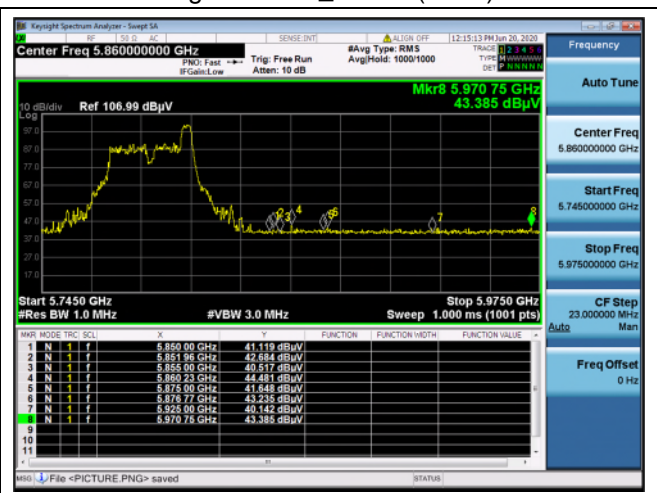 Keysight Spectrum Analyzer - Swept SA
RF 50 Ω AC SENSE:INT ALIGN OFF 12:15:13 PM Jun 20, 2020
Center Freq 5.860000000 GHz
PNO: Fast
IFGain:Low
Trig: Free Run
Atten: 10 dB
#Avg Type: RMS
Avg|Hold: 1000/1000
TRACE 1 2 3 4 5 6
TYPE M WWWWW
DET P N N N N N
Mkr8 5.970 75 GHz
43.385 dBµV
10 dB/div Ref 106.99 dBµV
Log
97.0
87.0
77.0
67.0
57.0
47.0
37.0
27.0
17.0
2 3 4 6 7 8
Start 5.7450 GHz Stop 5.9750 GHz
#Res BW 1.0 MHz #VBW 3.0 MHz Sweep 1.000 ms (1001 pts)
MKR MODE TRC SCL X Y FUNCTION FUNCTION WIDTH FUNCTION VALUE
1 N 1 f 5.850 00 GHz 41.119 dBµV
2 N 1 f 5.851 96 GHz 42.684 dBµV
3 N 1 f 5.855 00 GHz 40.517 dBµV
4 N 1 f 5.860 23 GHz 44.481 dBµV
5 N 1 f 5.875 00 GHz 41.648 dBµV
6 N 1 f 5.876 77 GHz 43.235 dBµV
7 N 1 f 5.925 00 GHz 40.142 dBµV
8 N 1 f 5.970 75 GHz 43.385 dBµV
9
10
11
MSG File <PICTURE.PNG> saved STATUS
Frequency
Auto Tune
Center Freq
5.860000000 GHz
Start Freq
5.745000000 GHz
Stop Freq
5.975000000 GHz
CF Step
23.000000 MHz
Auto Man
Freq Offset
0 Hz